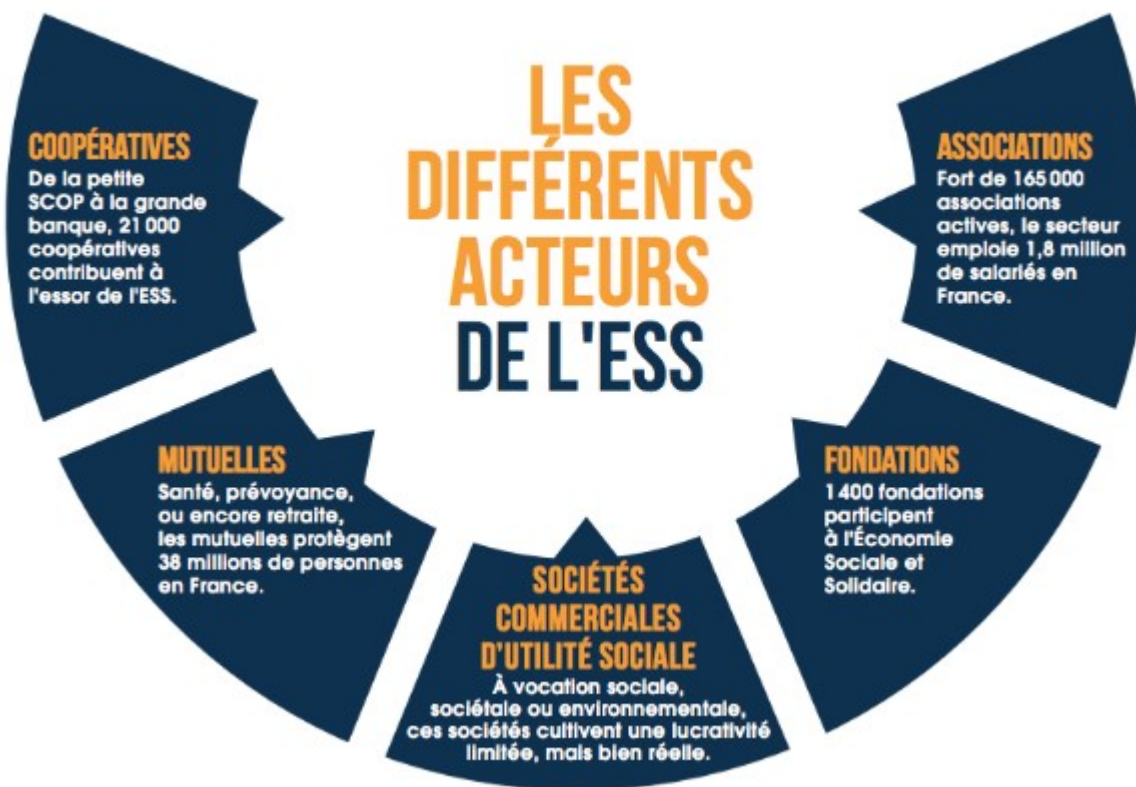 LES
DIFFÉRENTS
ACTEURS
DE L'ESS
COOPÉRATIVES
De la petite
SCOP à la grande
banque, 21 000
coopératives
contribuent à
l'essor de l'ESS.
MUTUELLES
Santé, prévoyance,
ou encore retraite,
les mutuelles protègent
38 millions de personnes
en France.
SOCIÉTÉS
COMMERCIALES
D'UTILITÉ SOCIALE
À vocation sociale,
sociétale ou environnementale,
ces sociétés cultivent une lucrativité
limitée, mais bien réelle.
FONDATIONS
1 400 fondations
participent
à l'Économie
Sociale et
Solidaire.
ASSOCIATIONS
Fort de 165 000
associations
actives, le secteur
emploie 1,8 million
de salariés en
France.